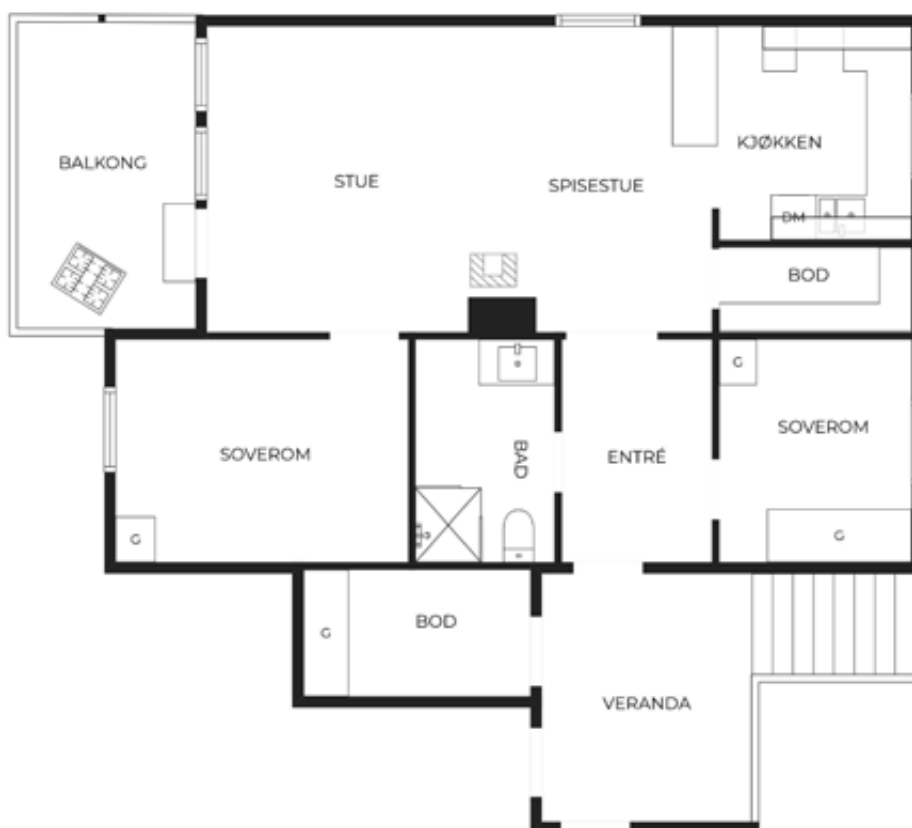 BALKONG
STUE
SPISESTUE
KJØKKEN
DM
BOD
G
SOVEROM
SOVEROM
BAD
ENTRÉ
G
G
G
BOD
VERANDA